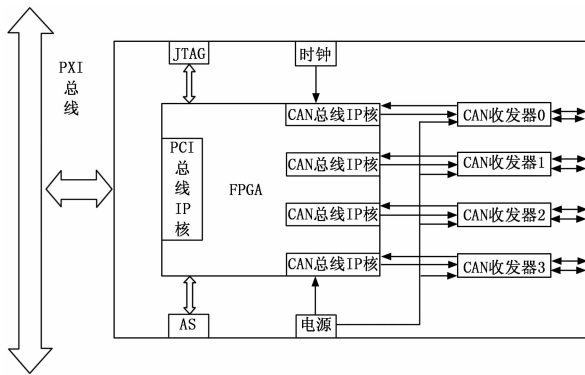 PXI
总
线
JTAG
时钟
CAN总线IP核
CAN收发器0
PCI
总
线
IP
核
FPGA
CAN总线IP核
CAN收发器1
CAN总线IP核
CAN收发器2
CAN总线IP核
CAN收发器3
AS
电源